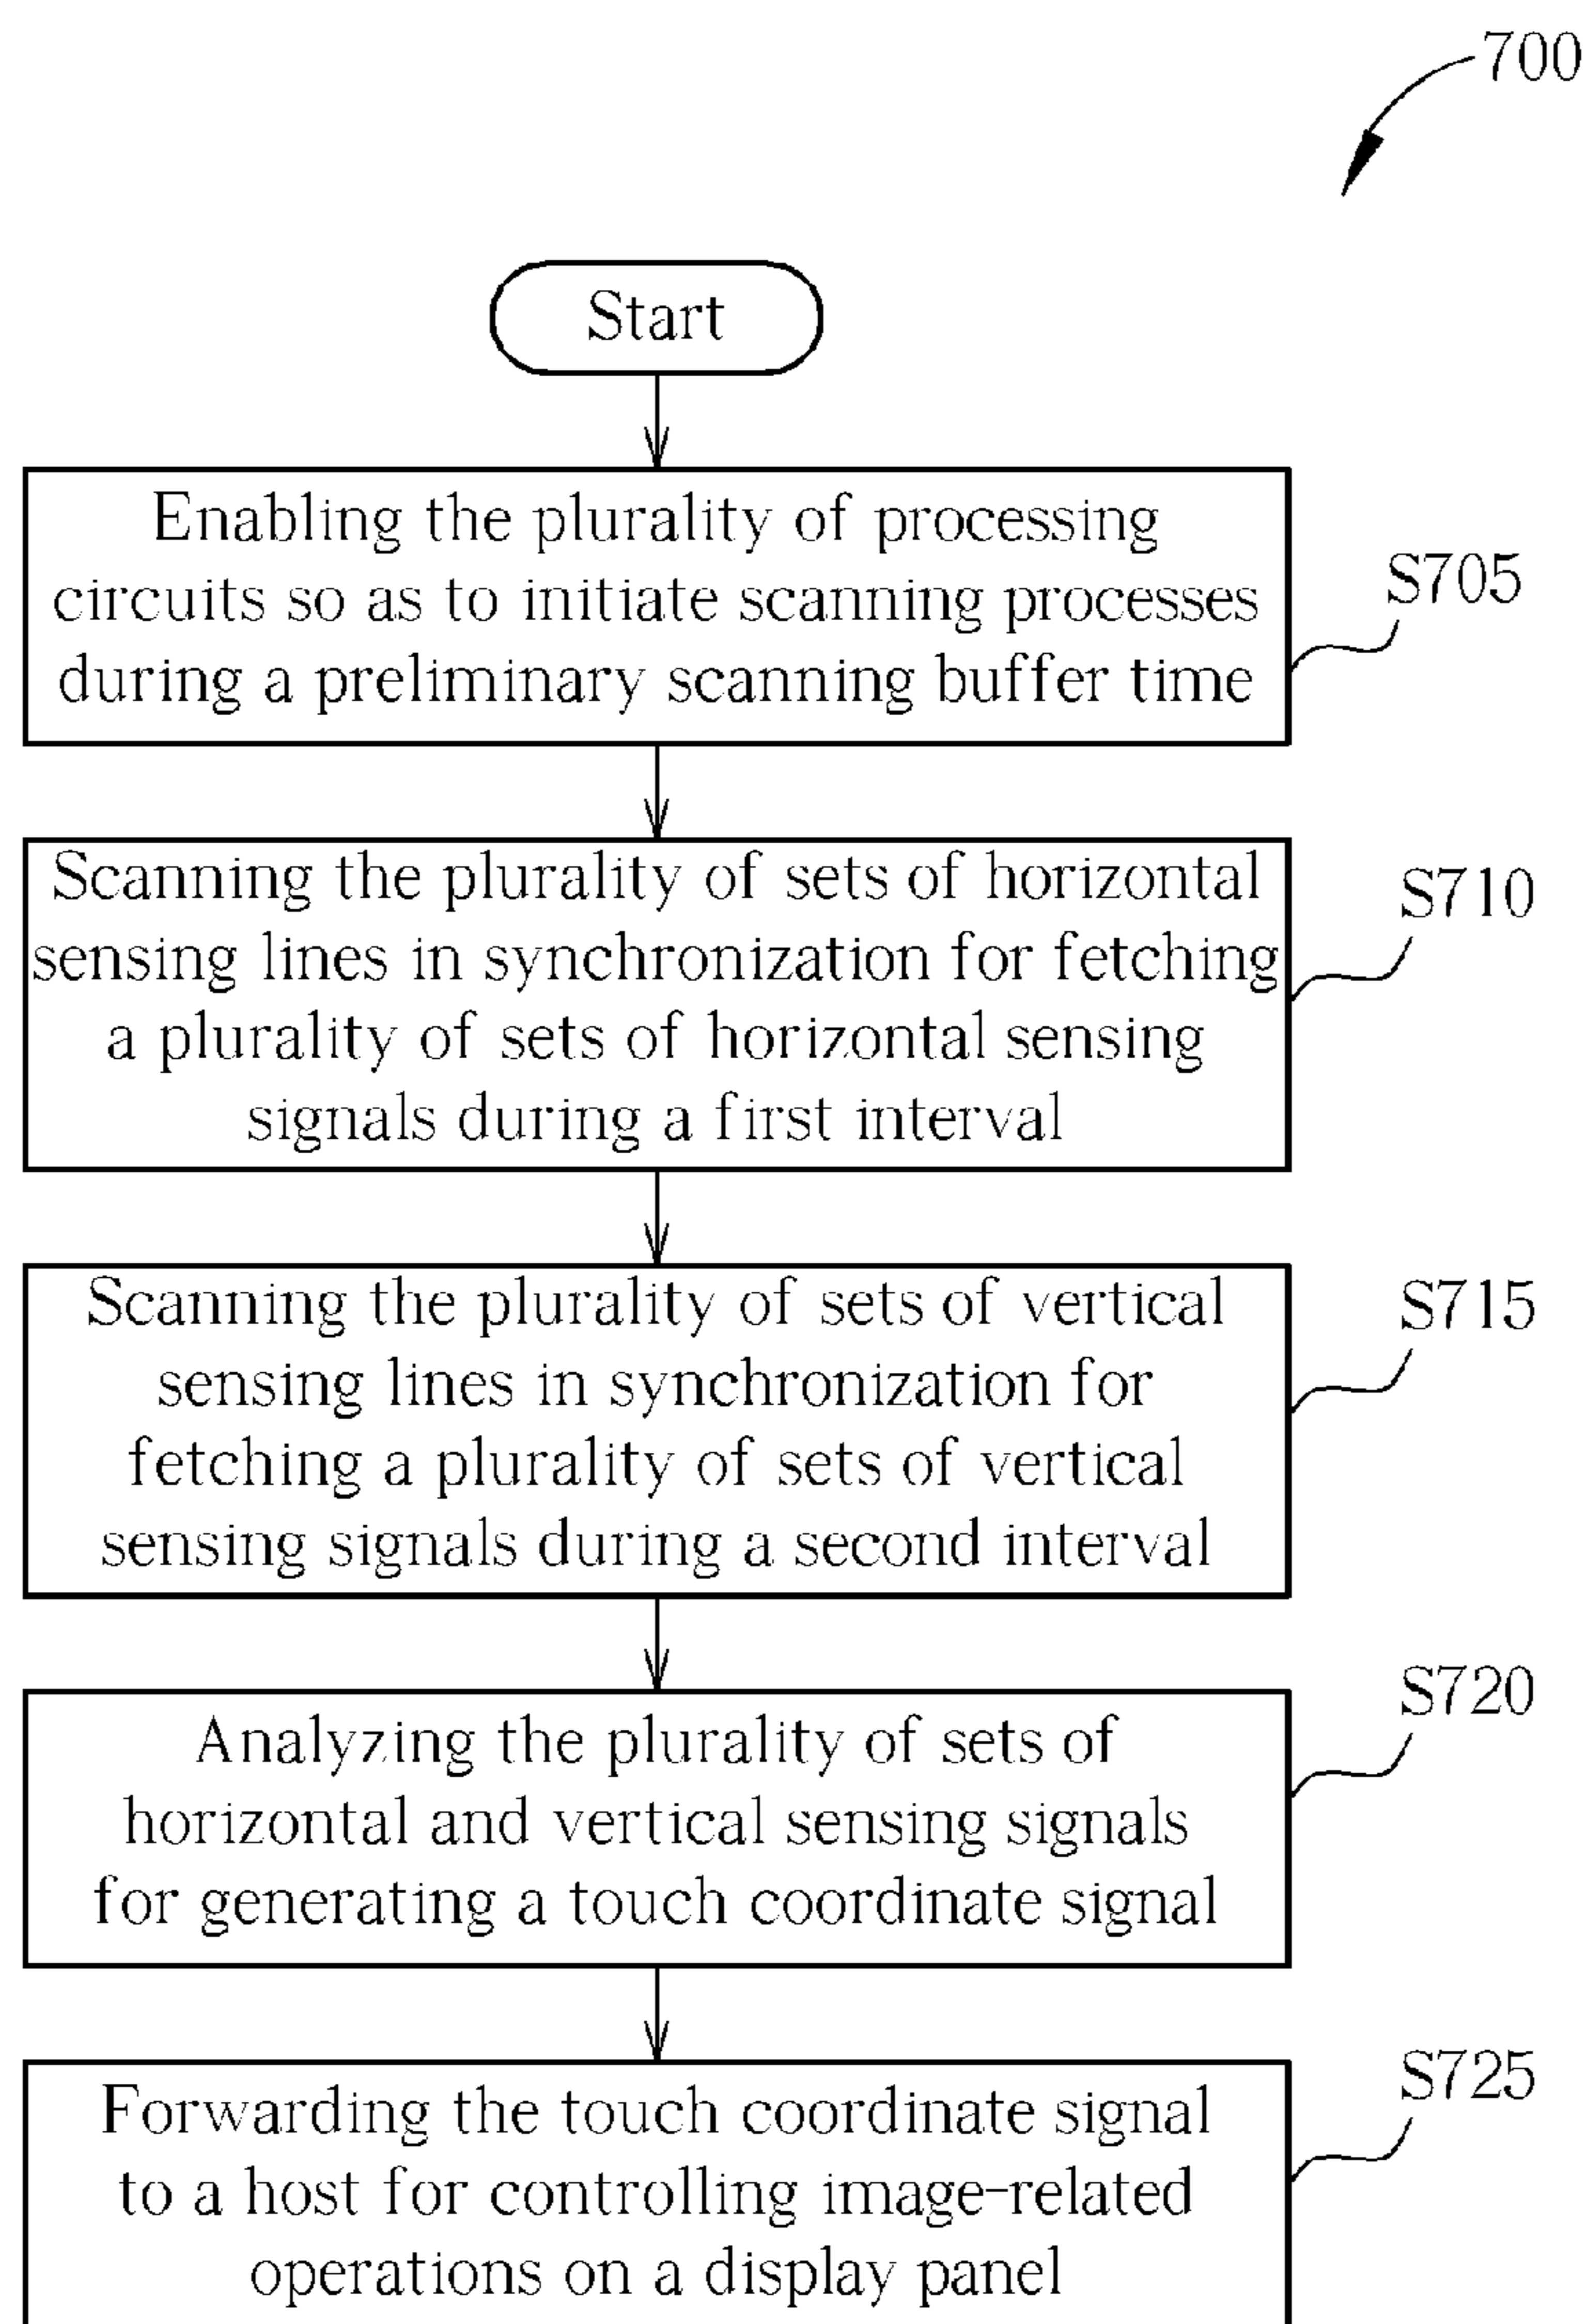 700
Start
Enabling the plurality of processing
circuits so as to initiate scanning processes
during a preliminary scanning buffer time
S705
Scanning the plurality of sets of horizontal
sensing lines in synchronization for fetching
a plurality of sets of horizontal sensing
signals during a first interval
S710
Scanning the plurality of sets of vertical
sensing lines in synchronization for
fetching a plurality of sets of vertical
sensing signals during a second interval
S715
Analyzing the plurality of sets of
horizontal and vertical sensing signals
for generating a touch coordinate signal
S720
Forwarding the touch coordinate signal
to a host for controlling image-related
operations on a display panel
S725